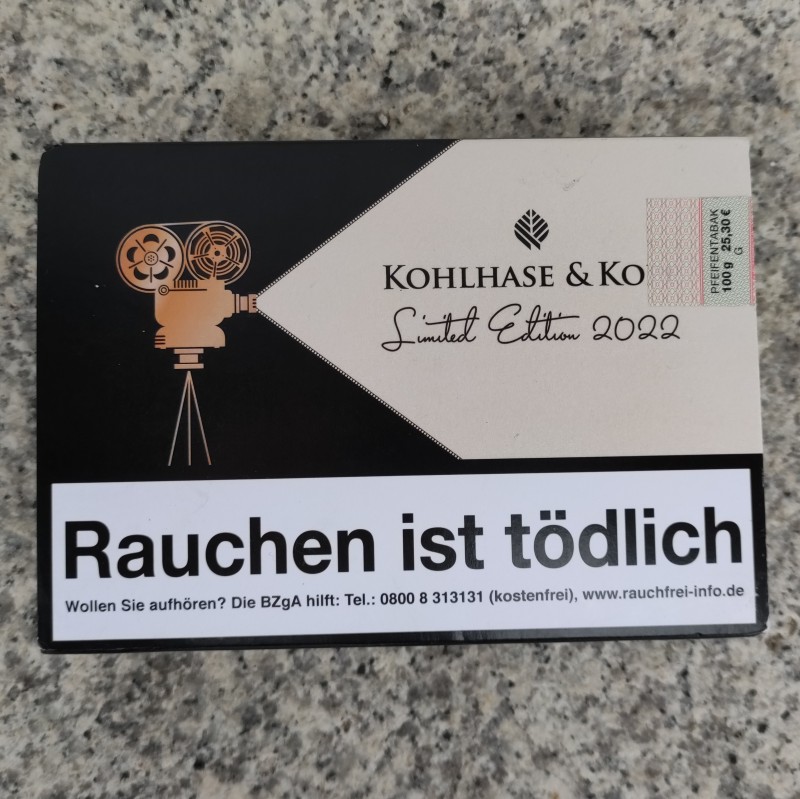 KOHLHASE & KO
Limited Edition 2022
PFEIFENTABAK
100 g 25,30 €
G
Rauchen ist tödlich
Wollen Sie aufhören? Die BZgA hilft: Tel.: 0800 8 313131 (kostenfrei), www.rauchfrei-info.de